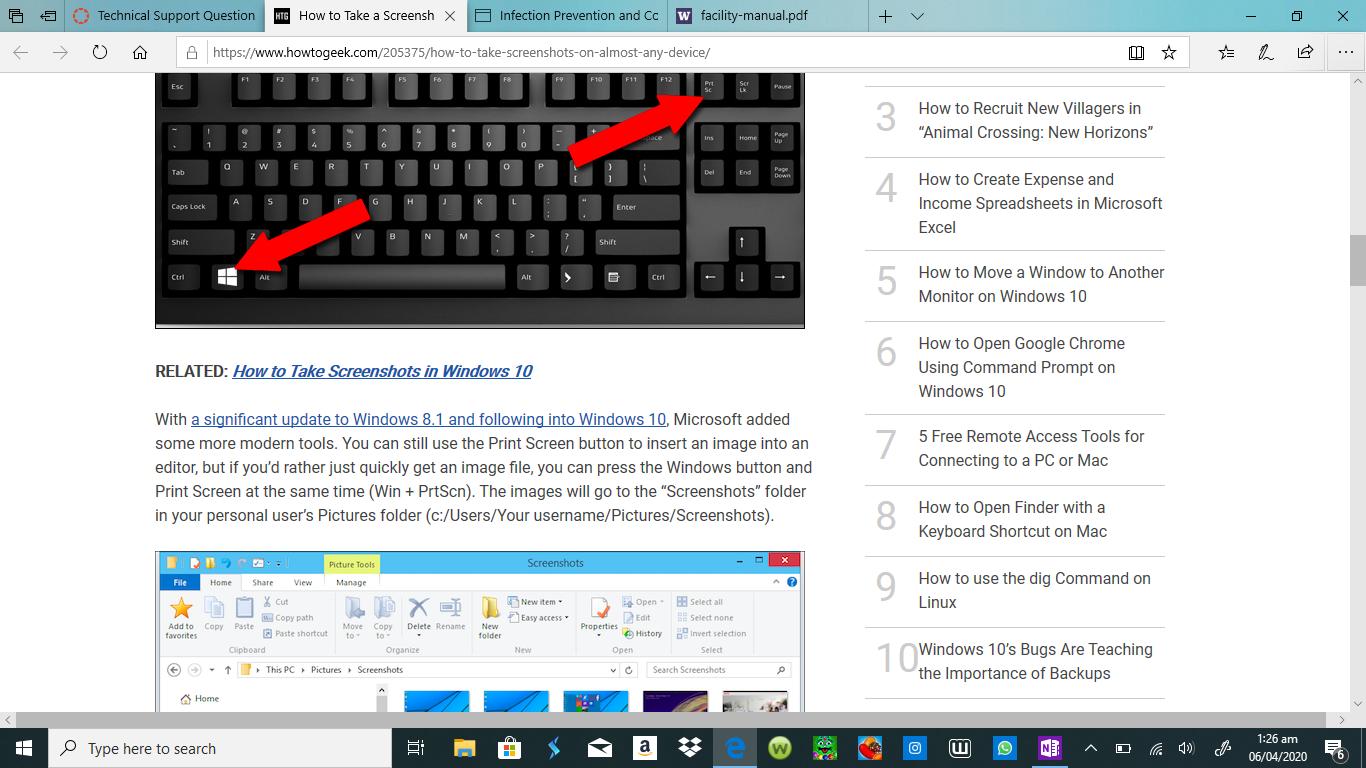 Technical Support Question
How to Take a Screensh
Infection Prevention and Co
facility-manual.pdf
https://www.howtogeek.com/205375/how-to-take-screenshots-on-almost-any-device/
Esc F1 F2 F3 F4 F5 F6 F7 F8 F9 F10 F11 F12 Prt Sc Scr Lk Pause
~ ` ! 1 @ 2 # 3 $ 4 % 5 ^ 6 & 7 * 8 ( 9 ) 0 - + Ins Home Page Up
Tab Q W E R T Y U I O P [ } ] | \ Del End Page Down
Caps Lock A S D F G H J K L : ; " ' Enter
Shift Z V B N M < , > . ? / Shift ↑
Ctrl Alt Alt Ctrl ← ↓ →
RELATED: How to Take Screenshots in Windows 10
With a significant update to Windows 8.1 and following into Windows 10, Microsoft added
some more modern tools. You can still use the Print Screen button to insert an image into an
editor, but if you’d rather just quickly get an image file, you can press the Windows button and
Print Screen at the same time (Win + PrtScn). The images will go to the “Screenshots” folder
in your personal user’s Pictures folder (c:/Users/Your username/Pictures/Screenshots).
Picture Tools
Screenshots
File Home Share View Manage
Add to favorites
Copy
Paste
Cut
Copy path
Paste shortcut
Clipboard
Move to
Copy to
Delete
Rename
Organize
New folder
New item
Easy access
New
Properties
Open
Edit
History
Open
Select all
Select none
Invert selection
Select
This PC Pictures Screenshots
Search Screenshots
Home
3 How to Recruit New Villagers in
“Animal Crossing: New Horizons”
4 How to Create Expense and
Income Spreadsheets in Microsoft
Excel
5 How to Move a Window to Another
Monitor on Windows 10
6 How to Open Google Chrome
Using Command Prompt on
Windows 10
7 5 Free Remote Access Tools for
Connecting to a PC or Mac
8 How to Open Finder with a
Keyboard Shortcut on Mac
9 How to use the dig Command on
Linux
10 Windows 10’s Bugs Are Teaching
the Importance of Backups
Type here to search
1:26 am
06/04/2020
6